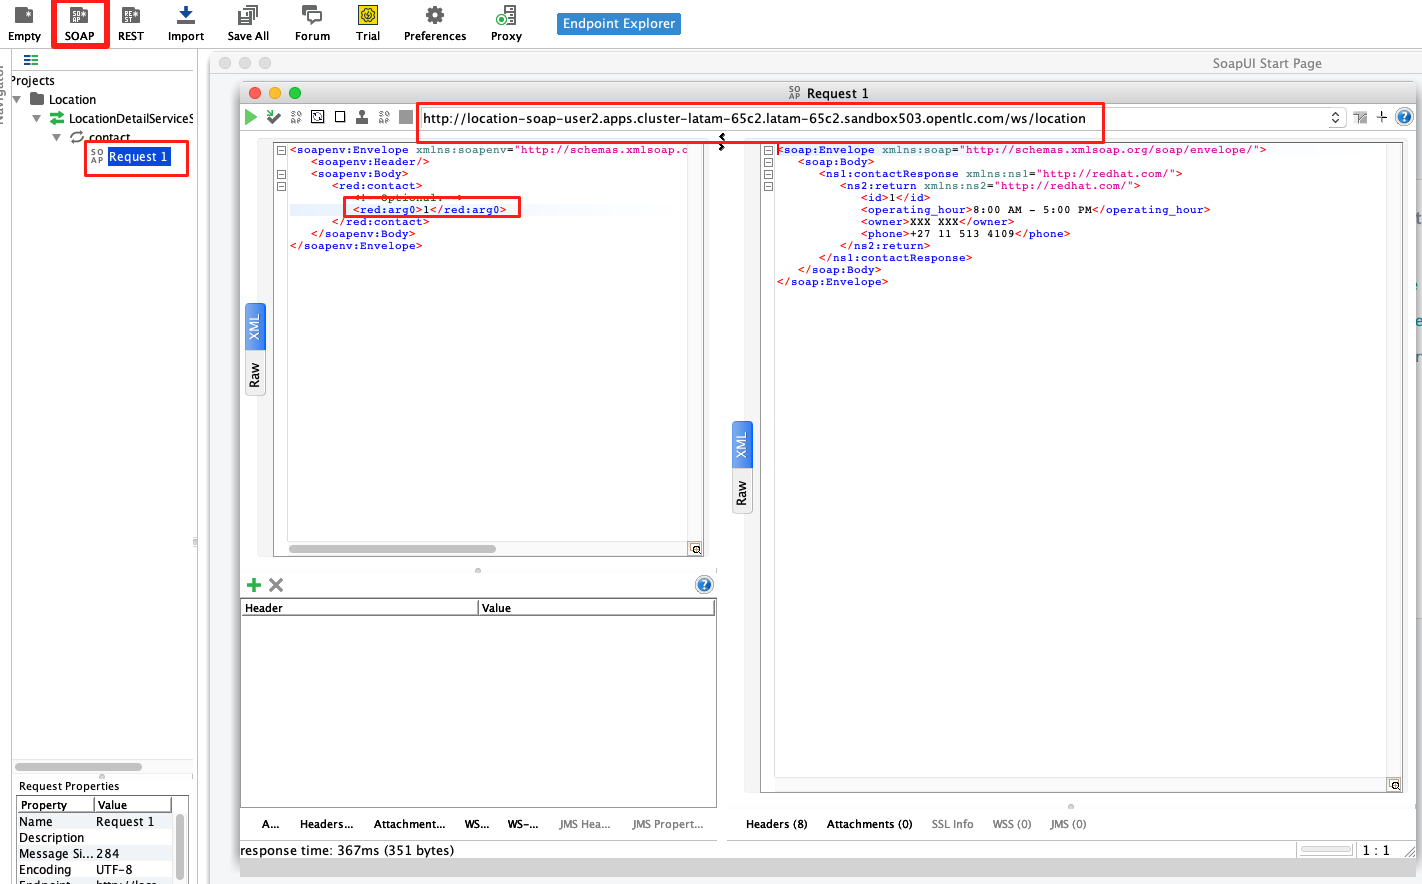 Empty SOAP REST Import Save All Forum Trial Preferences Proxy Endpoint Explorer
Projects
Location
LocationDetailServiceS
contact
SO AP Request 1
SoapUI Start Page
SO AP Request 1
http://location-soap-user2.apps.cluster-latam-65c2.latam-65c2.sandbox503.opentlc.com/ws/location
<soapenv:Envelope xmlns:soapenv="http://schemas.xmlsoap.o
<soapenv:Header/>
<soapenv:Body>
<red:contact>
Optional:
<red:arg0>1</red:arg0>
</red:contact>
</soapenv:Body>
</soapenv:Envelope>
XML
Raw
<soap:Envelope xmlns:soap="http://schemas.xmlsoap.org/soap/envelope/">
<soap:Body>
<ns1:contactResponse xmlns:ns1="http://redhat.com/">
<ns2:return xmlns:ns2="http://redhat.com/">
<id>1</id>
<operating_hour>8:00 AM - 5:00 PM</operating_hour>
<owner>XXX XXX</owner>
<phone>+27 11 513 4109</phone>
</ns2:return>
</ns1:contactResponse>
</soap:Body>
</soap:Envelope>
XML
Raw
Header Value
A... Headers... Attachment... WS... WS-... JMS Hea... JMS Propert...
Headers (8) Attachments (0) SSL Info WSS (0) JMS (0)
response time: 367ms (351 bytes)
1 : 1
Request Properties
Property Value
Name Request 1
Description
Message Si... 284
Encoding UTF-8